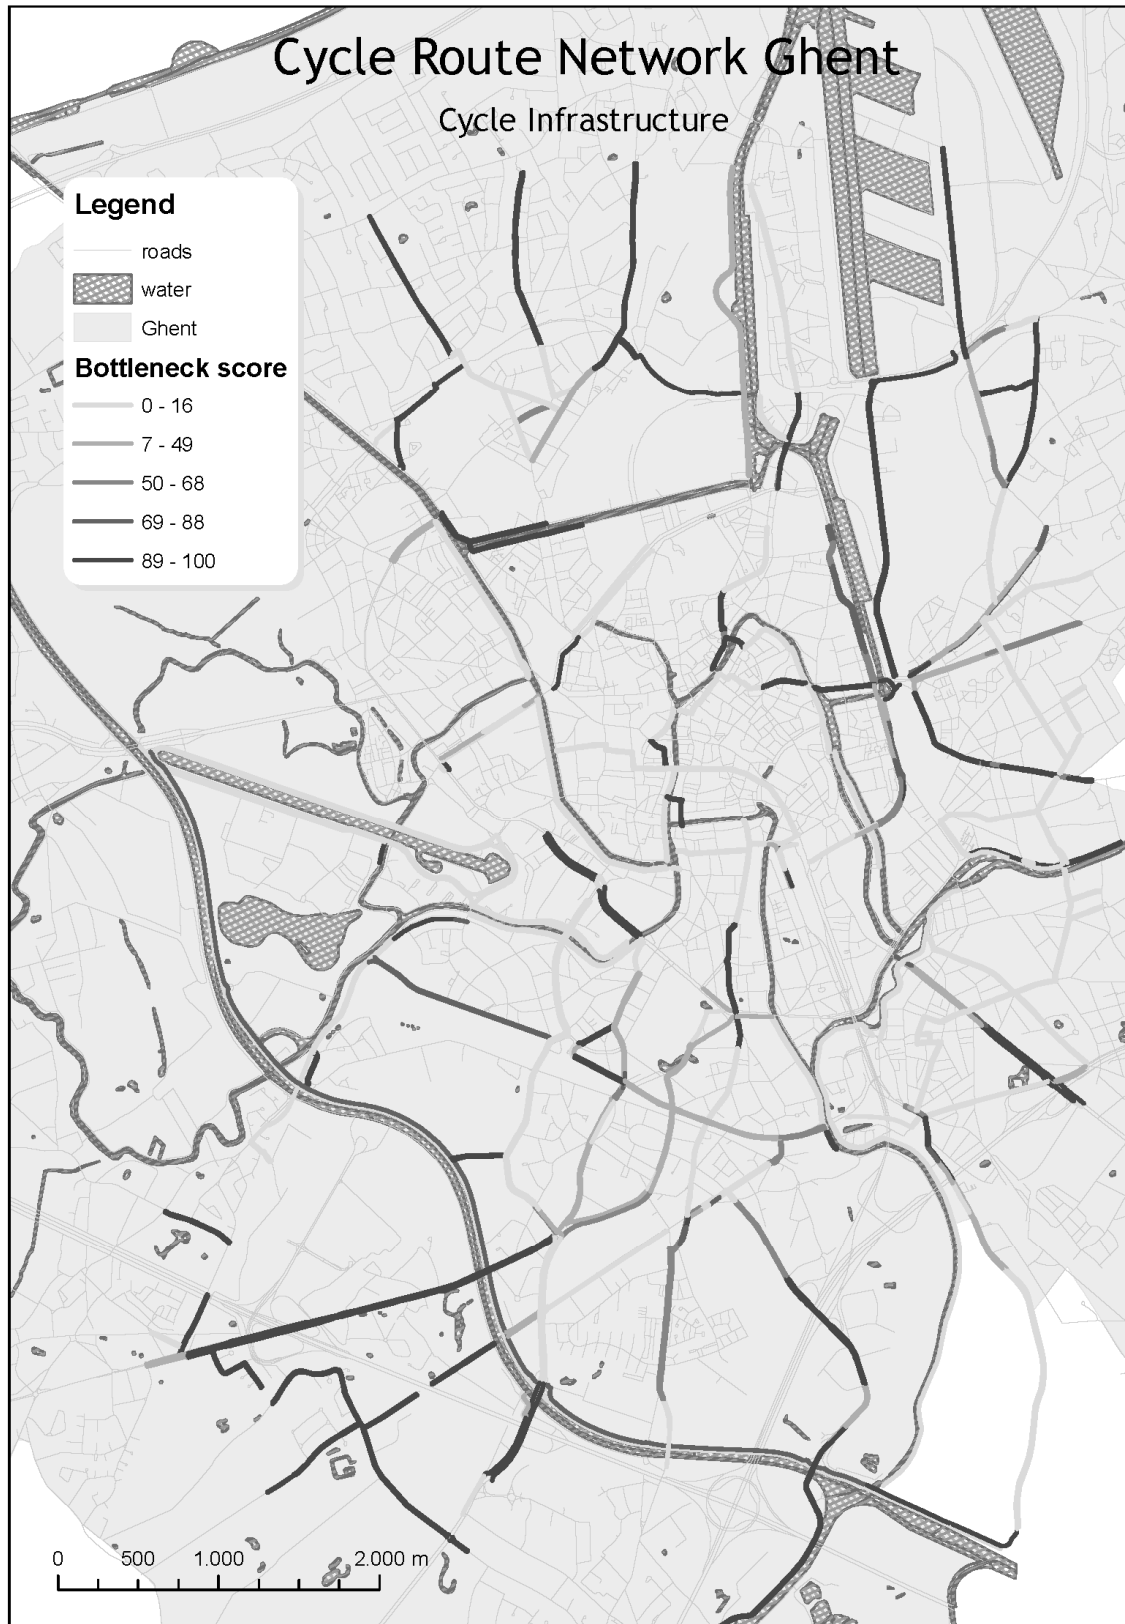 Cycle Route Network Ghent
Cycle Infrastructure
Legend
roads
water
Ghent
Bottleneck score
0 - 16
7 - 49
50 - 68
69 - 88
89 - 100
0 500 1.000 2.000 m